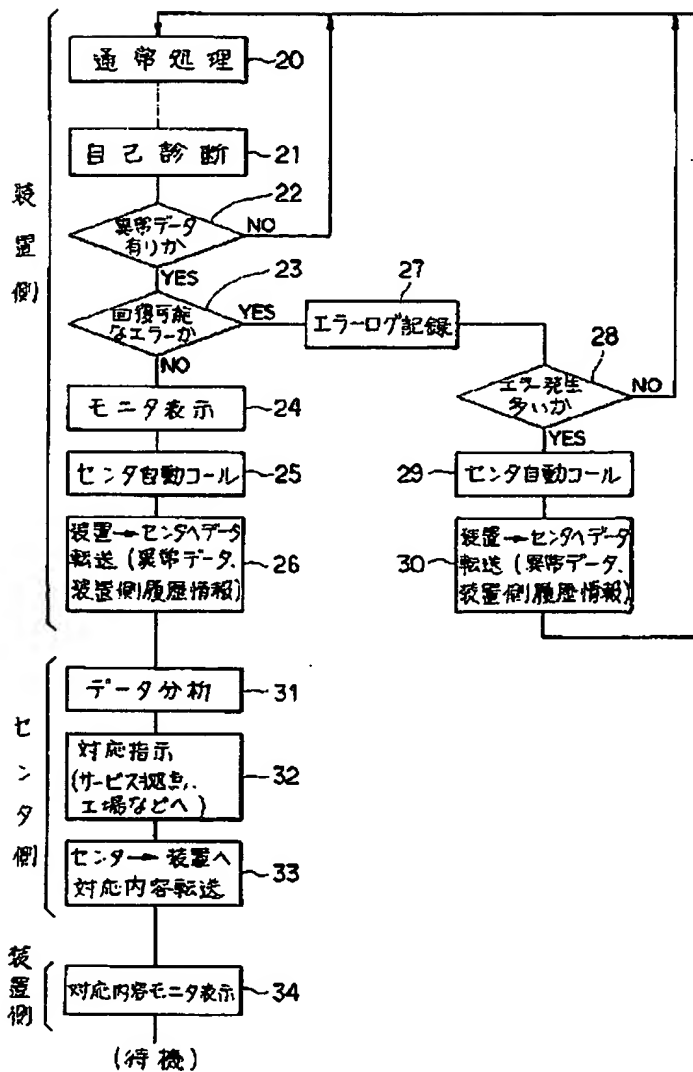 通常処理
20
自己診断
21
22
異常データ
有りか
NO
YES
23
回復可能
なエラーか
YES
NO
27
エラーログ記録
28
エラー発生
多いか
NO
YES
モニタ表示
24
センタ自動コール
25
29
センタ自動コール
装置→センタへデータ
転送(異常データ、
装置側履歴情報)
26
30
装置→センタへデータ
転送(異常データ、
装置側履歴情報)
装置側
データ分析
31
対応指示
(サービス拠点、
工場などへ)
32
センター→装置へ
対応内容転送
33
センタ側
対応内容モニタ表示
34
装置側
(待機)